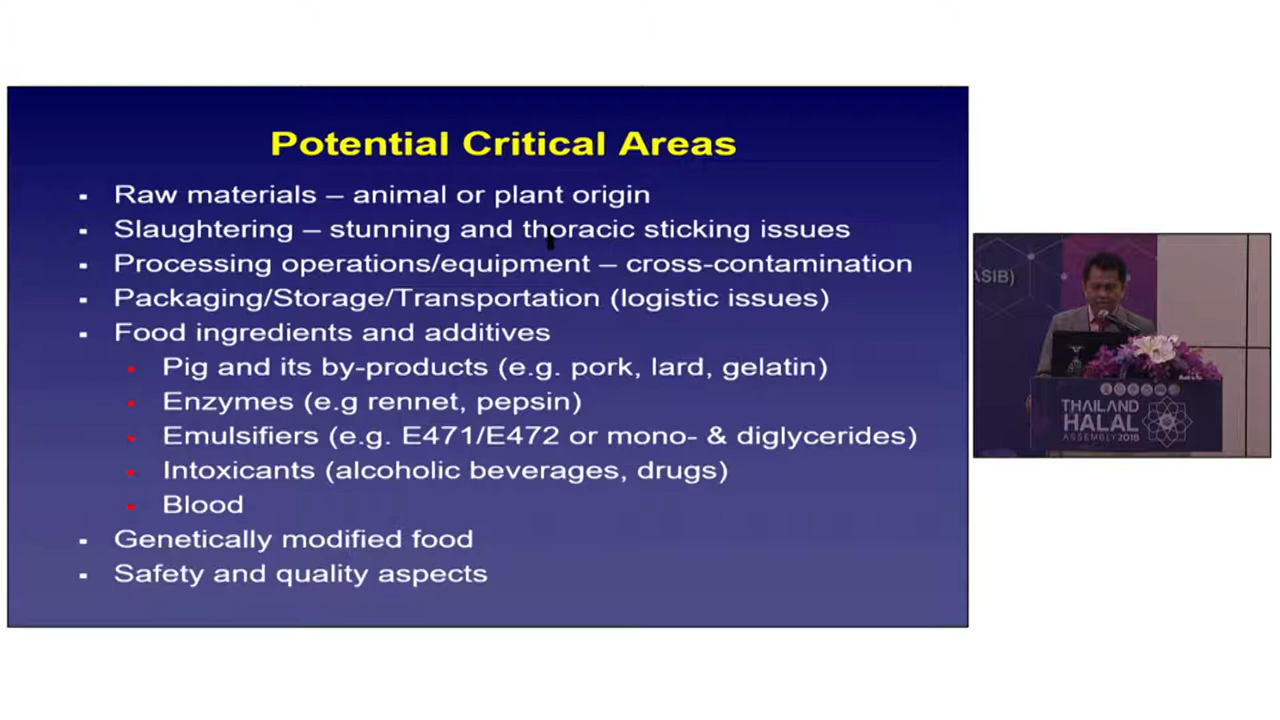 Potential Critical Areas
▪ Raw materials – animal or plant origin
▪ Slaughtering – stunning and thoracic sticking issues
▪ Processing operations/equipment – cross-contamination
▪ Packaging/Storage/Transportation (logistic issues)
▪ Food ingredients and additives
• Pig and its by-products (e.g. pork, lard, gelatin)
• Enzymes (e.g rennet, pepsin)
• Emulsifiers (e.g. E471/E472 or mono- & diglycerides)
• Intoxicants (alcoholic beverages, drugs)
• Blood
▪ Genetically modified food
▪ Safety and quality aspects
ASIB)
THAILAND
HALAL
ASSEMBLY 2018